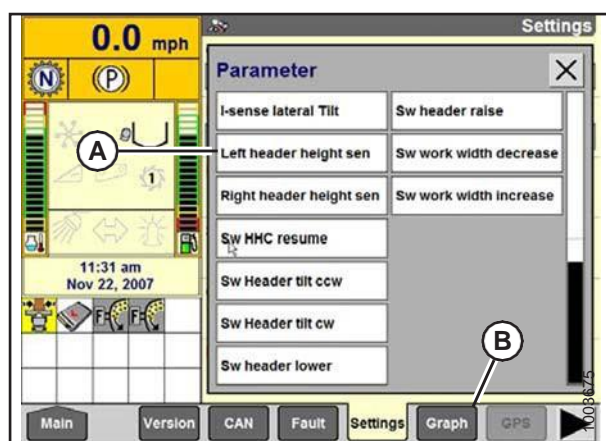 0.0 mph
Settings
N
(P)
Parameter
X
I-sense lateral Tilt
Sw header raise
A
Left header height sen
Sw work width decrease
1
Right header height sen
Sw work width increase
Sw HHC resume
11:31 am
Nov 22, 2007
Sw Header tilt ccw
F
F
Sw Header tilt cw
B
Sw header lower
1003675
Main
Version
CAN
Fault
Settings
Graph
GPS